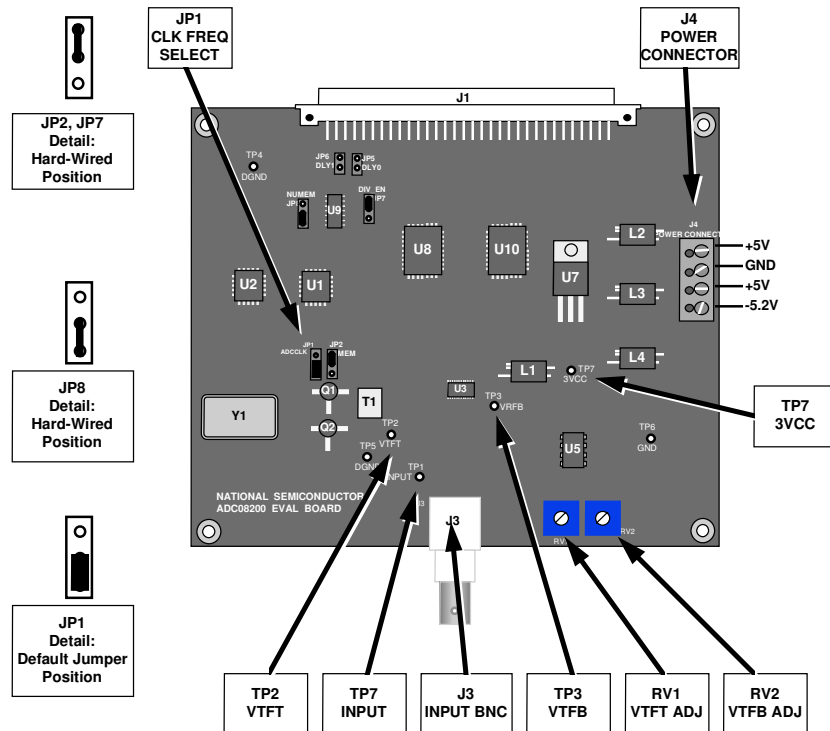 JP1
CLK FREQ
SELECT
J4
POWER
CONNECTOR
JP2, JP7
Detail:
Hard-Wired
Position
J1
TP4
DGND
JP6
DLY1
JP5
DLY0
NUMEM
U9
DIV_EN
U8
U10
U7
L2
J4
POWER CONNECT
+5V
GND
+5V
-5.2V
L3
U2
U1
JP8
Detail:
Hard-Wired
Position
JP1
ADCCLK
JP2
MEM
L4
L1
TP7
3VCC
TP7
3VCC
Y1
Q1
T1
U3
TP3
VRFB
Q2
TP2
VTFT
U5
TP6
GND
TP5
DGND
TP1
INPUT
NATIONAL SEMICONDUCTOR
ADC08200 EVAL BOARD
J3
RV2
JP1
Detail:
Default Jumper
Position
TP2
VTFT
TP7
INPUT
J3
INPUT BNC
TP3
VTFB
RV1
VTFT ADJ
RV2
VTFB ADJ